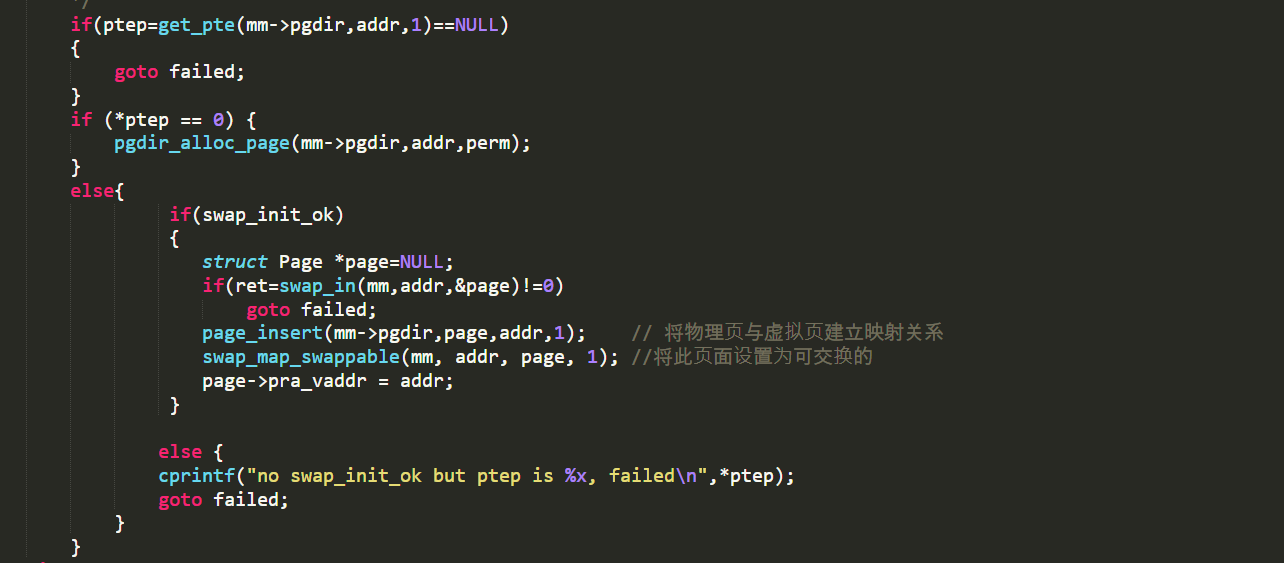 */
if(ptep=get_pte(mm->pgdir,addr,1)==NULL)
{
goto failed;
}
if (*ptep == 0) {
pgdir_alloc_page(mm->pgdir,addr,perm);
}
else{
if(swap_init_ok)
{
struct Page *page=NULL;
if(ret=swap_in(mm,addr,&page)!=0)
goto failed;
page_insert(mm->pgdir,page,addr,1);    // 将物理页与虚拟页建立映射关系
swap_map_swappable(mm, addr, page, 1); //将此页面设置为可交换的
page->pra_vaddr = addr;
}
else {
cprintf("no swap_init_ok but ptep is %x, failed\n",*ptep);
goto failed;
}
}